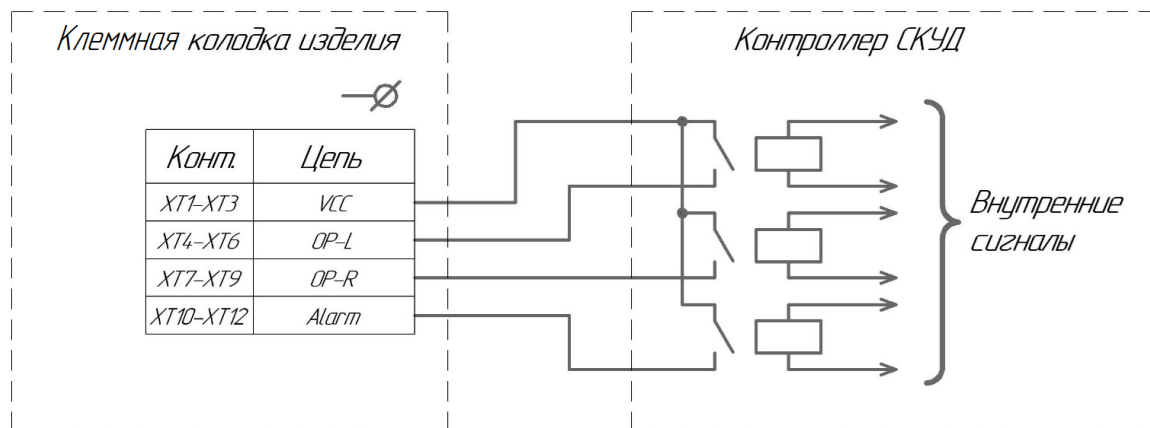 Клеммная колодка изделия
Контроллер СКУД
Конт. Цепь
XT1-XT3 VCC
XT4-XT6 OP-L
XT7-XT9 OP-R
XT10-XT12 Alarm
Внутренние
сигналы